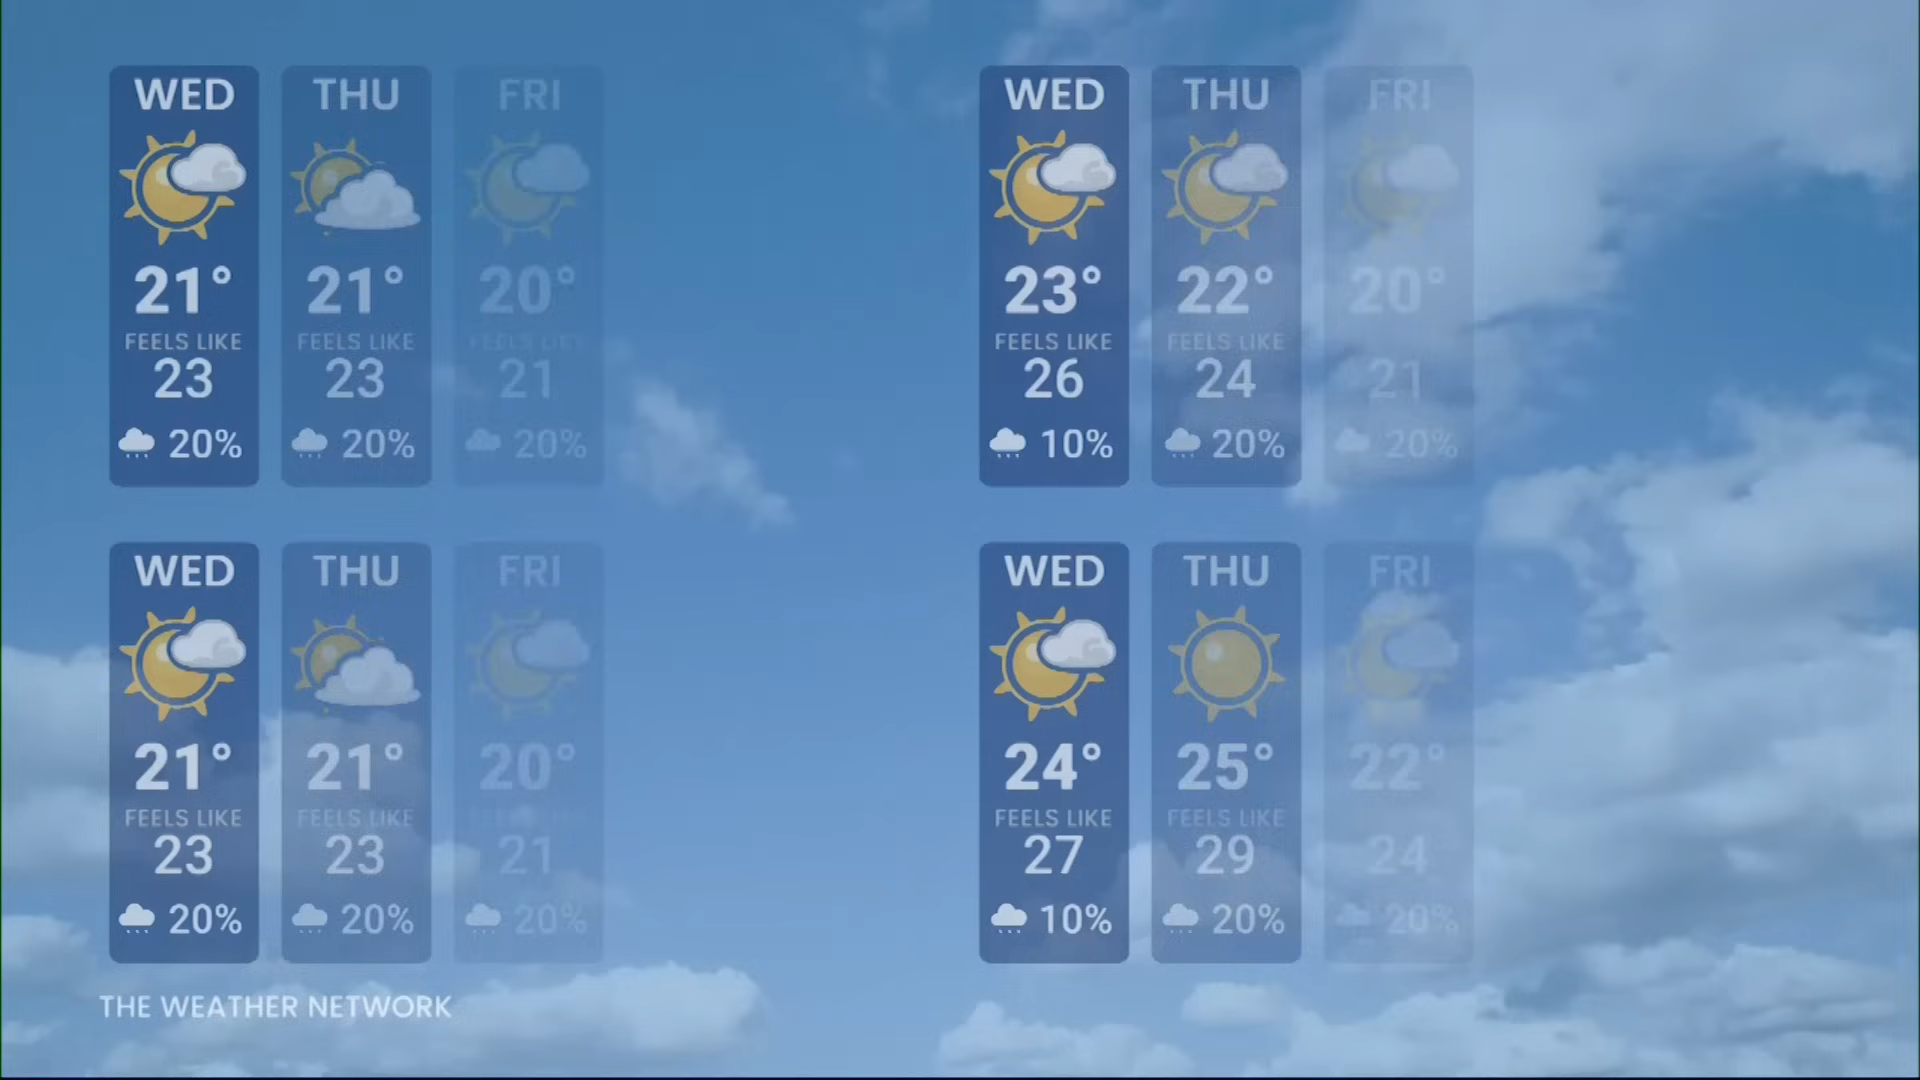 WED THU FRI
21° 21° 20°
FEELS LIKE FEELS LIKE FEELS LIKE
23 23 21
20% 20% 20%
WED THU FRI
23° 22° 20°
FEELS LIKE FEELS LIKE
26 24 21
10% 20% 20%
WED THU FRI
21° 21° 20°
FEELS LIKE FEELS LIKE
23 23 21
20% 20% 20%
WED THU FRI
24° 25° 22°
FEELS LIKE FEELS LIKE
27 29 24
10% 20% 20%
THE WEATHER NETWORK